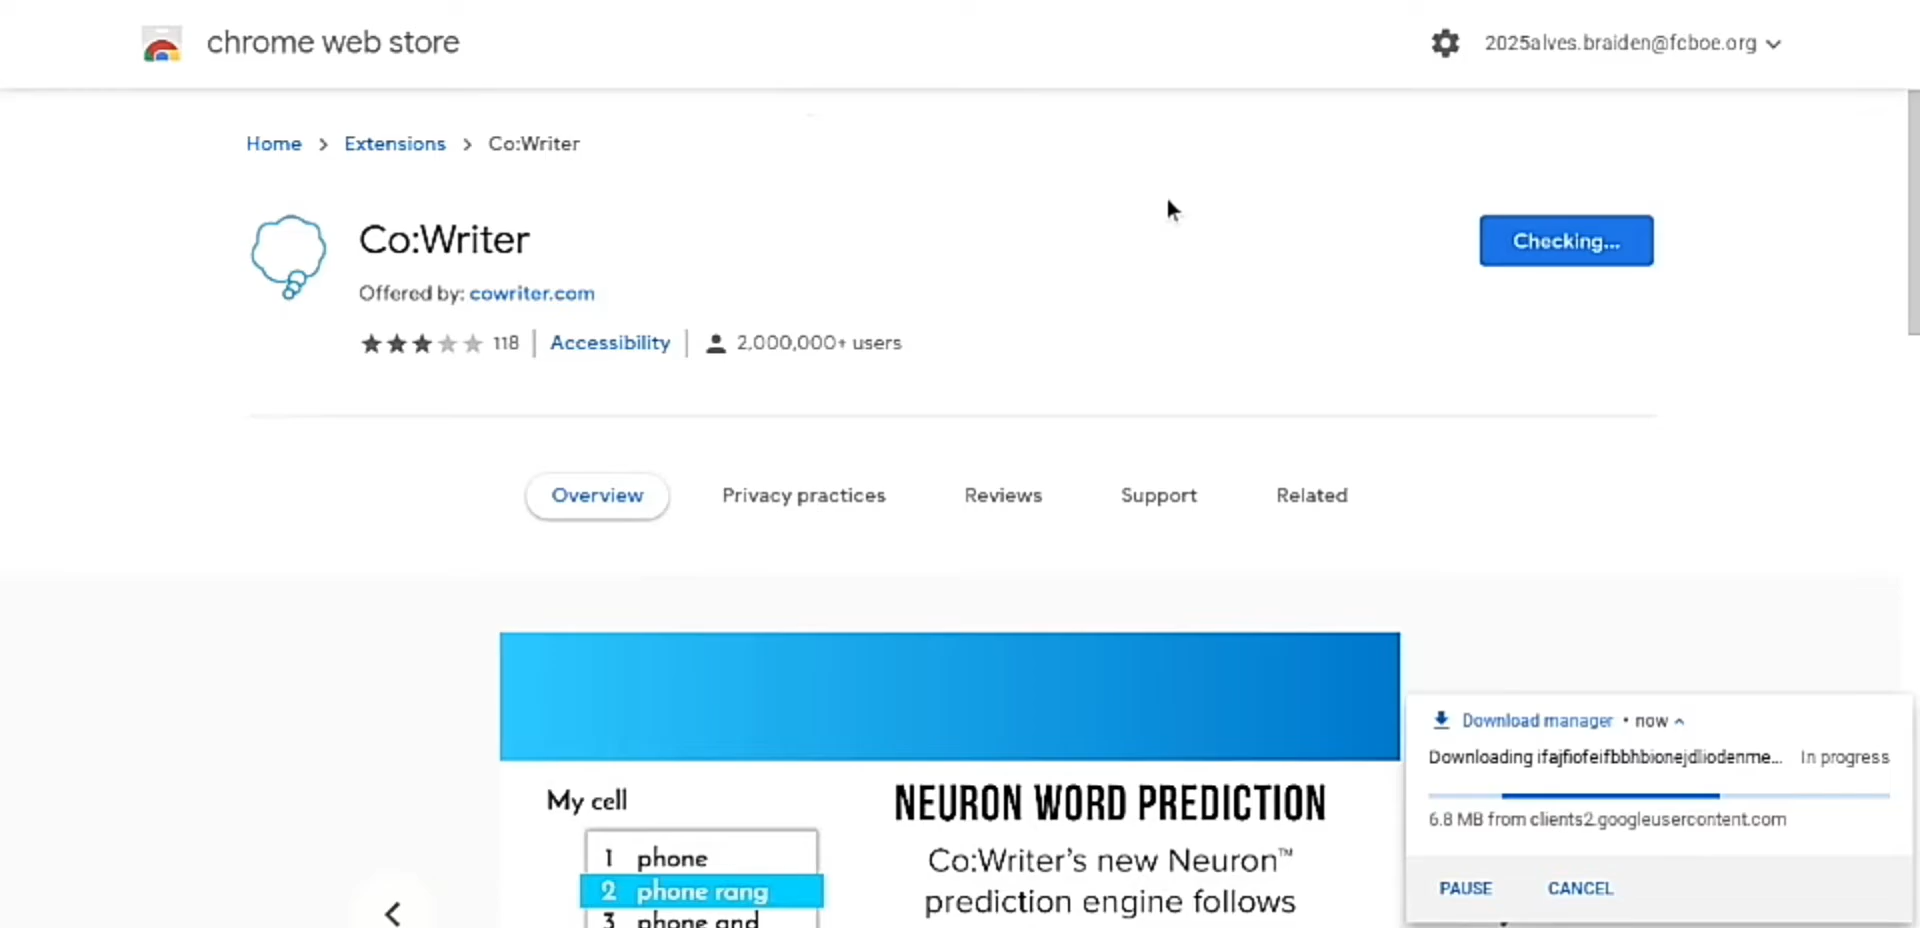 chrome web store
2025alves.braiden@fcboe.org
Home > Extensions > Co:Writer
Co:Writer
Checking...
Offered by: cowriter.com
118 | Accessibility | 2,000,000+ users
Overview Privacy practices Reviews Support Related
My cell
1 phone
2 phone rang
3 phone and
NEURON WORD PREDICTION
Co:Writer's new Neuron™
prediction engine follows
Download manager • now
Downloading ifajfiofeifbbhbionejdliodenme... In progress
6.8 MB from clients2.googleusercontent.com
PAUSE CANCEL